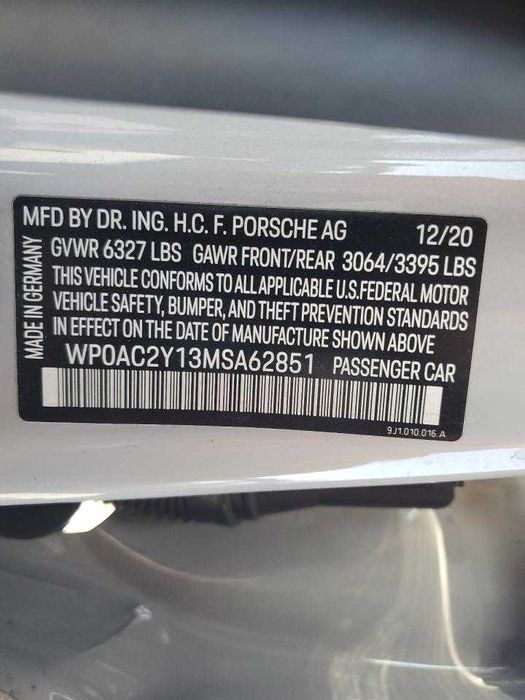 MFD BY DR. ING. H.C. F. PORSCHE AG 12/20
GVWR 6327 LBS GAWR FRONT/REAR 3064/3395 LBS
THIS VEHICLE CONFORMS TO ALL APPLICABLE U.S.FEDERAL MOTOR
VEHICLE SAFETY, BUMPER, AND THEFT PREVENTION STANDARDS
IN EFFECT ON THE DATE OF MANUFACTURE SHOWN ABOVE
WP0AC2Y13MSA62851 PASSENGER CAR
9J1.010.016.A
MADE IN GERMANY